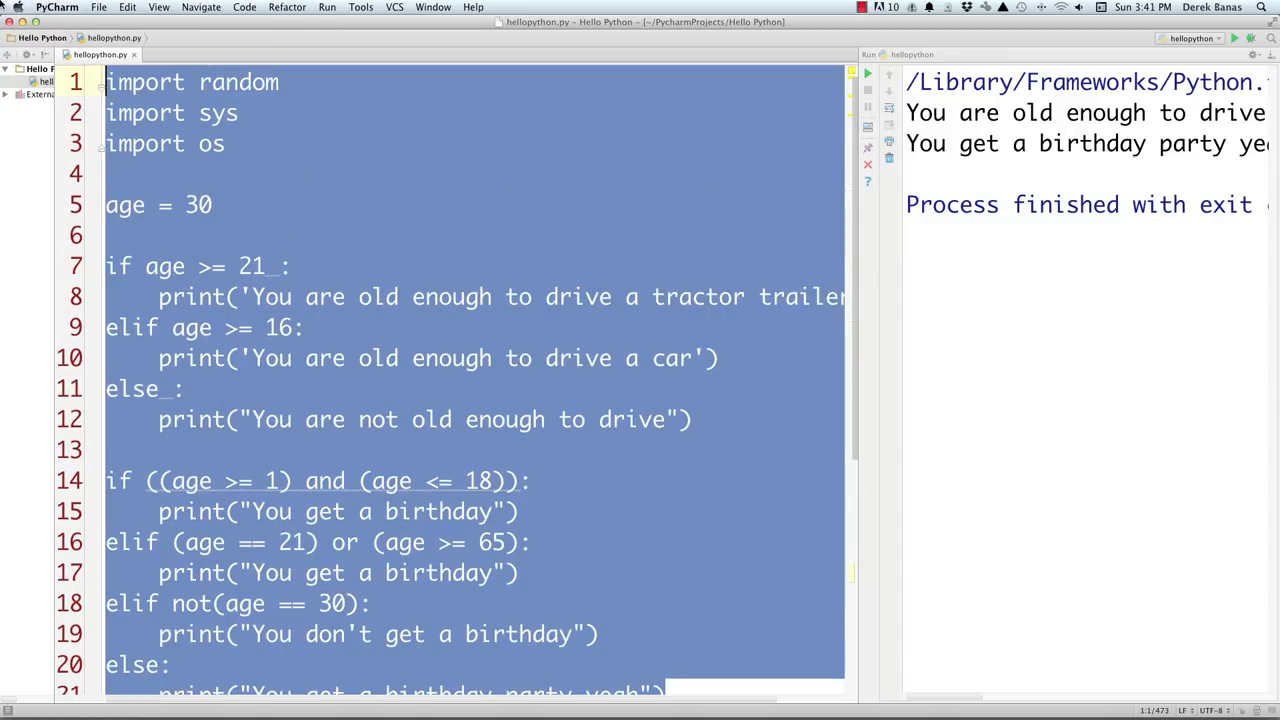 PyCharm File Edit View Navigate Code Refactor Run Tools VCS Window Help 10 Sun 3:41 PM Derek Banas
hellopython.py – Hello Python – [~/PycharmProjects/Hello Python]
Hello Python hellopython.py hellopython
hellopython.py Run hellopython
Hello P
hell
Externa
1 import random
2 import sys
3 import os
4
5 age = 30
6
7 if age >= 21 :
8 print('You are old enough to drive a tractor trailer
9 elif age >= 16:
10 print('You are old enough to drive a car')
11 else :
12 print("You are not old enough to drive")
13
14 if ((age >= 1) and (age <= 18)):
15 print("You get a birthday")
16 elif (age == 21) or (age >= 65):
17 print("You get a birthday")
18 elif not(age == 30):
19 print("You don't get a birthday")
20 else:
21 print("You get a birthday party yeah")
/Library/Frameworks/Python.
You are old enough to drive
You get a birthday party yea
Process finished with exit
1:1/473 LF UTF-8